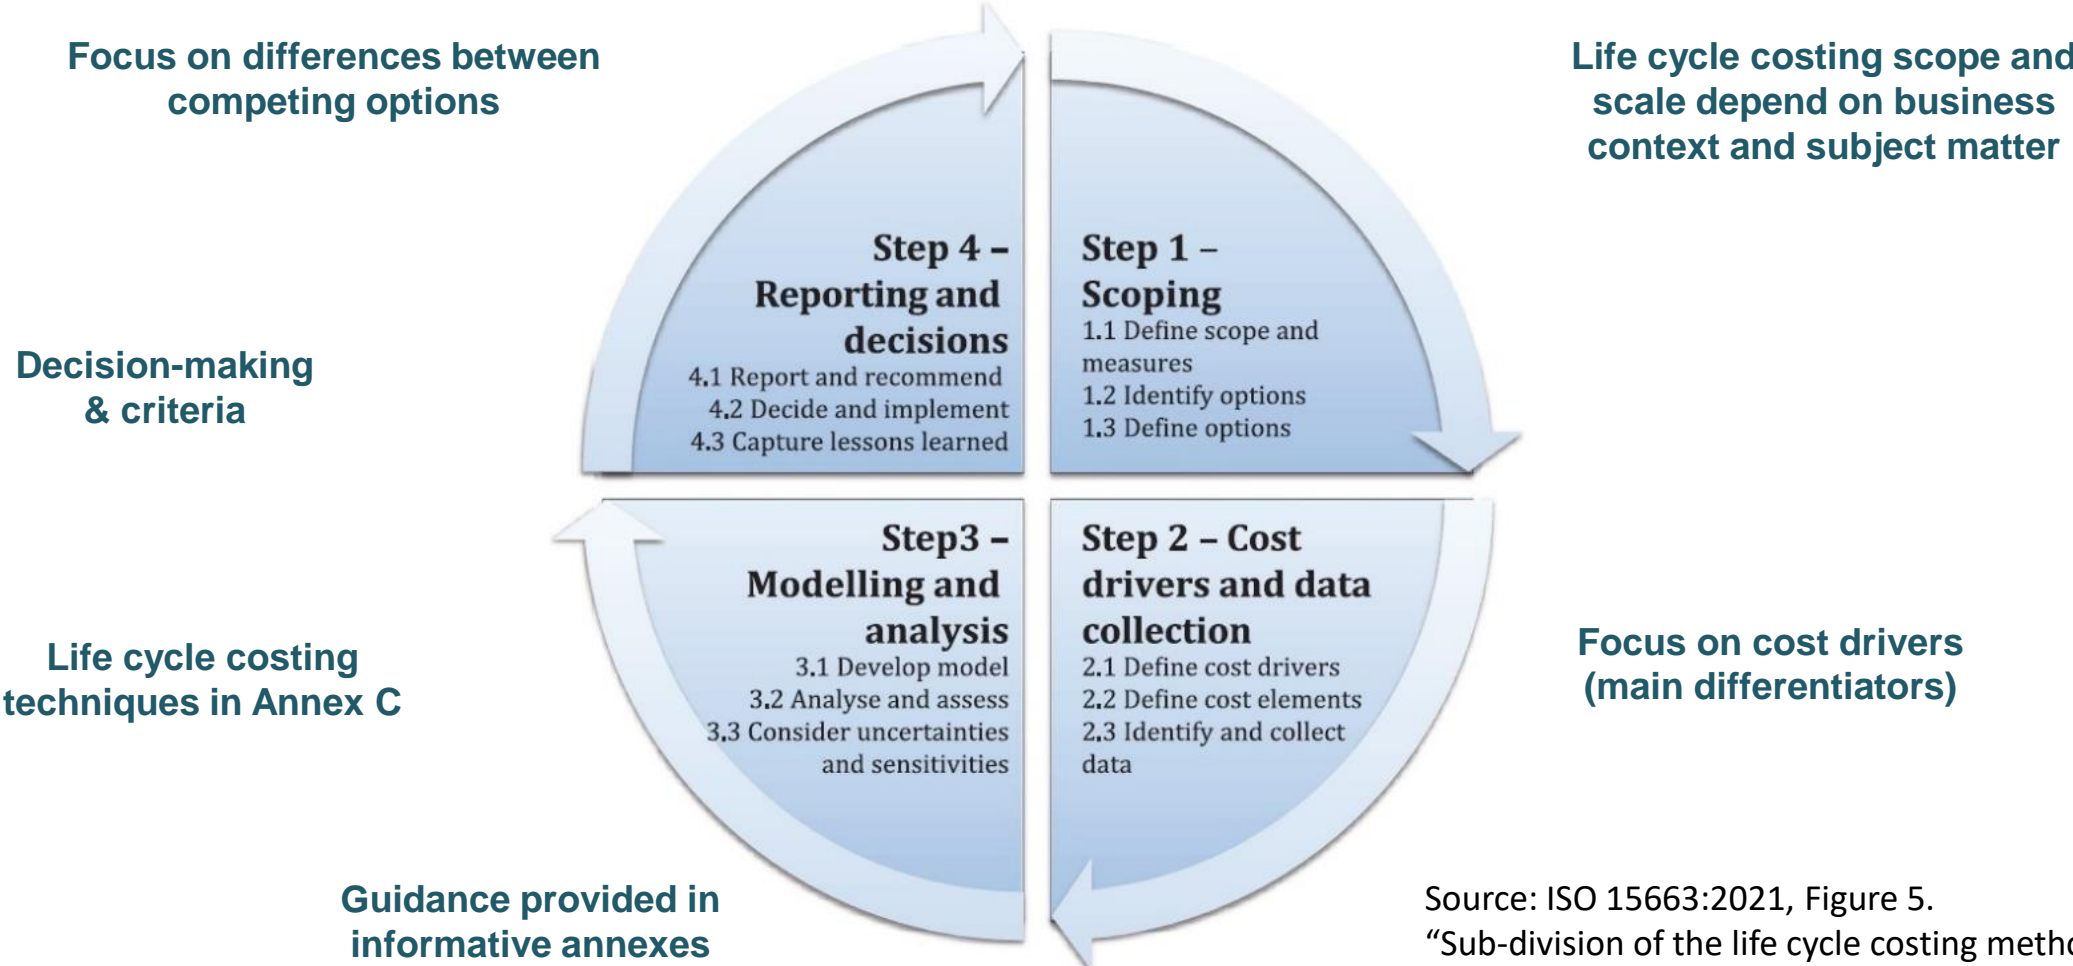 Focus on differences between
competing options
Life cycle costing scope and
scale depend on business
context and subject matter
Step 4 –
Reporting and
decisions
4.1 Report and recommend
4.2 Decide and implement
4.3 Capture lessons learned
Step 1 –
Scoping
1.1 Define scope and
measures
1.2 Identify options
1.3 Define options
Decision-making
& criteria
Step3 –
Modelling and
analysis
3.1 Develop model
3.2 Analyse and assess
3.3 Consider uncertainties
and sensitivities
Step 2 – Cost
drivers and data
collection
2.1 Define cost drivers
2.2 Define cost elements
2.3 Identify and collect
data
Life cycle costing
techniques in Annex C
Focus on cost drivers
(main differentiators)
Guidance provided in
informative annexes
Source: ISO 15663:2021, Figure 5.
“Sub-division of the life cycle costing